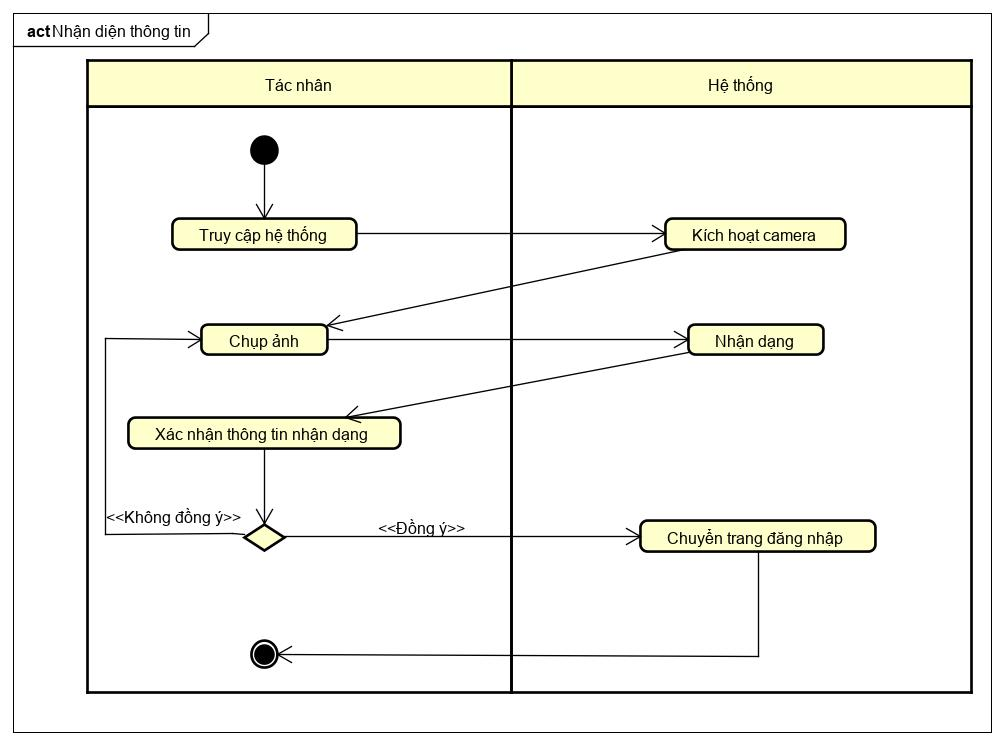 act Nhận diện thông tin
Tác nhân
Hệ thống
Truy cập hệ thống
Kích hoạt camera
Chụp ảnh
Nhận dạng
Xác nhận thông tin nhận dạng
<<Không đồng ý>>
<<Đồng ý>>
Chuyển trang đăng nhập